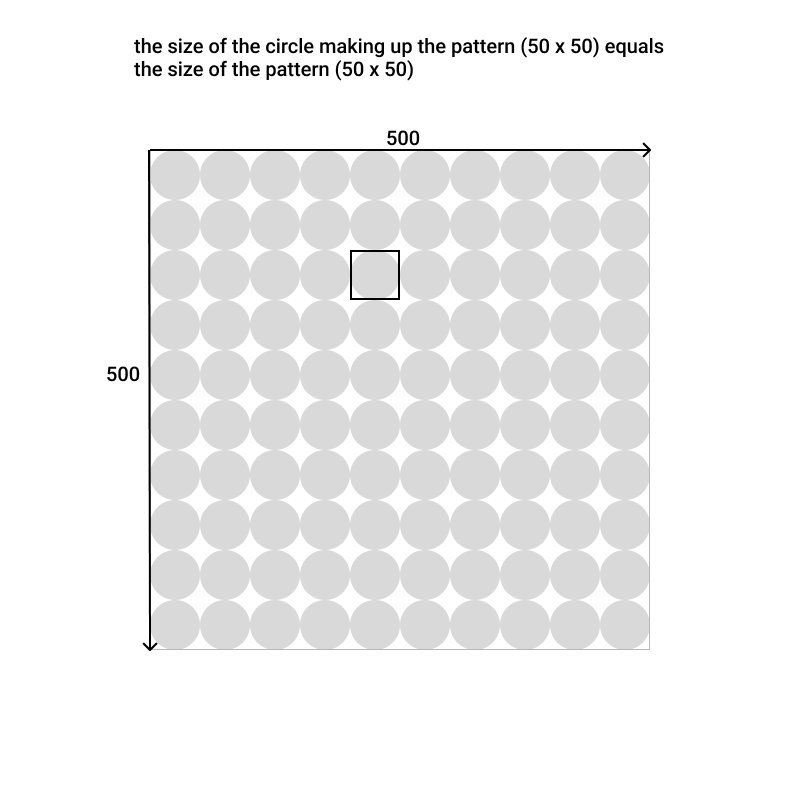 the size of the circle making up the pattern (50 x 50) equals
the size of the pattern (50 x 50)
500
500